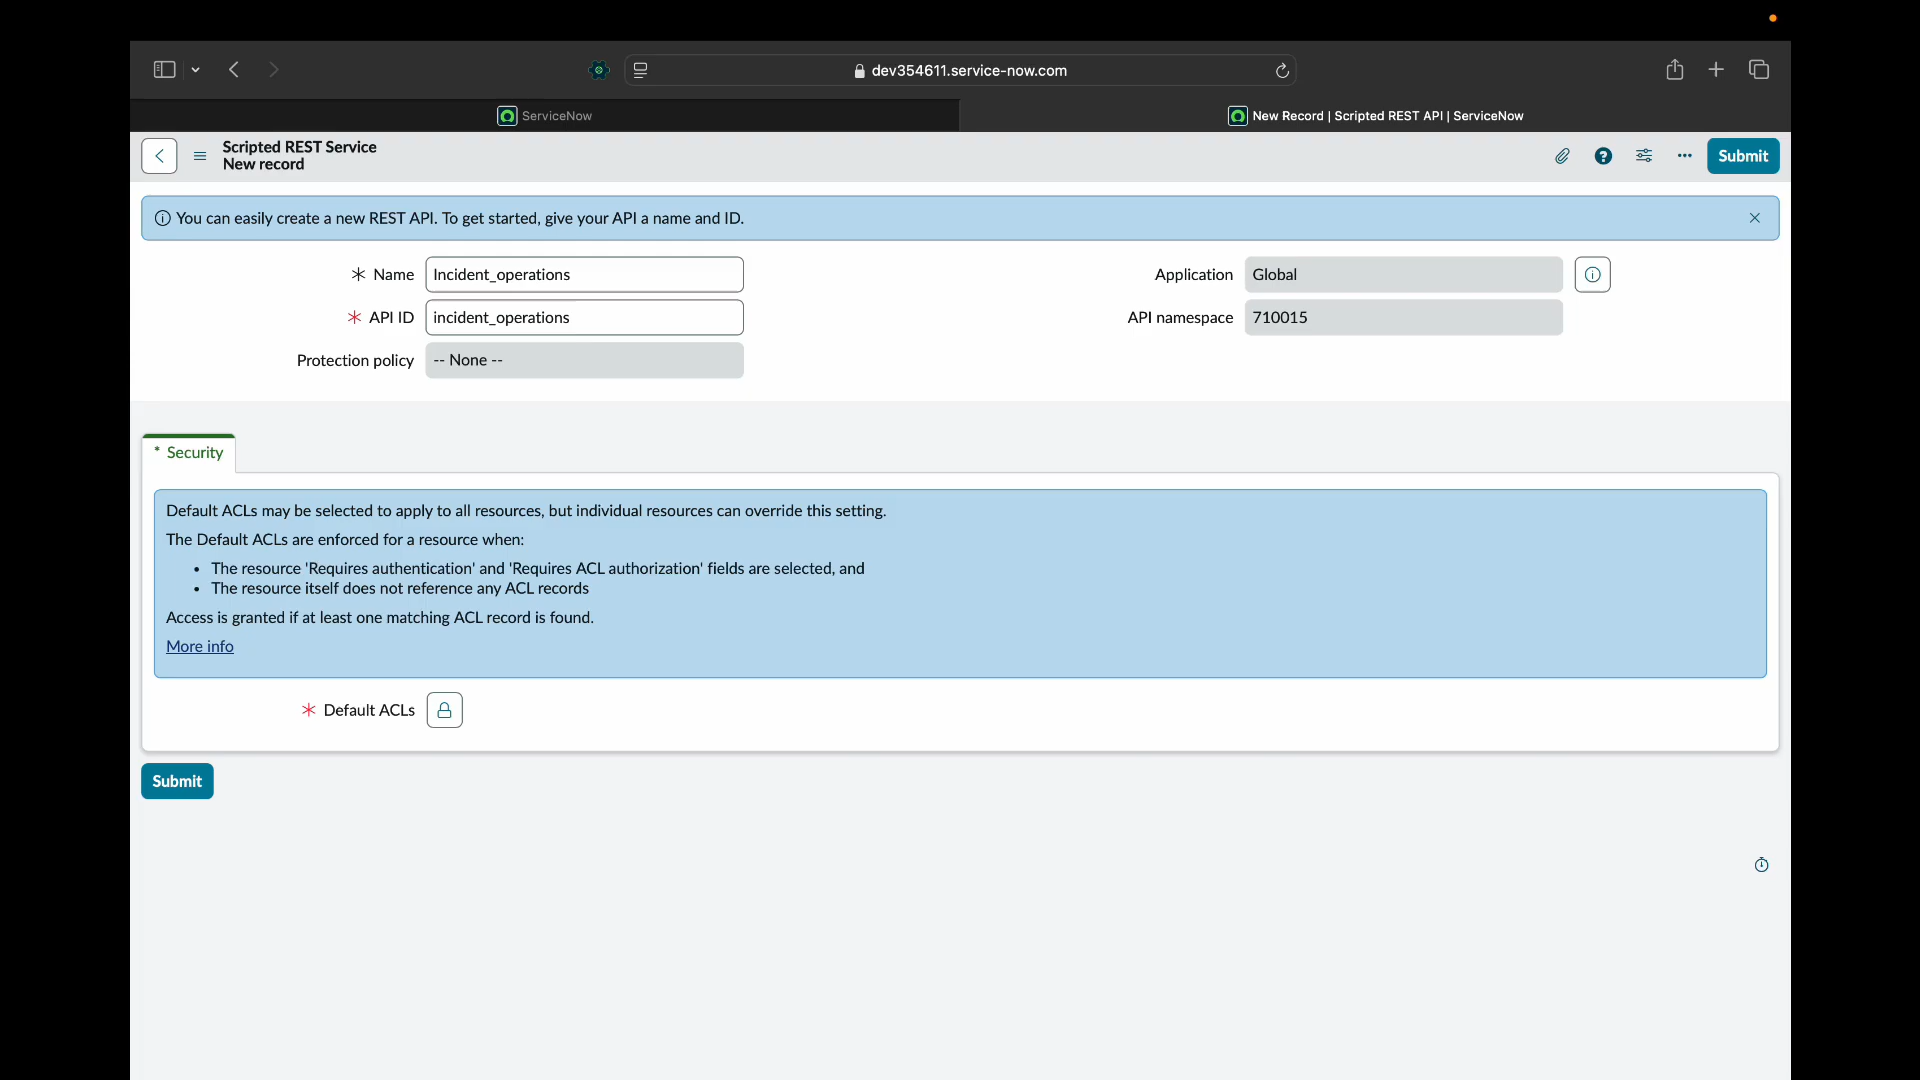 dev354611.service-now.com
ServiceNow
New Record | Scripted REST API | ServiceNow
Scripted REST Service
New record
Submit
You can easily create a new REST API. To get started, give your API a name and ID.
Name
Incident_operations
Application
Global
API ID
incident_operations
API namespace
710015
Protection policy
-- None --
* Security
Default ACLs may be selected to apply to all resources, but individual resources can override this setting.
The Default ACLs are enforced for a resource when:
• The resource 'Requires authentication' and 'Requires ACL authorization' fields are selected, and
• The resource itself does not reference any ACL records
Access is granted if at least one matching ACL record is found.
More info
Default ACLs
Submit